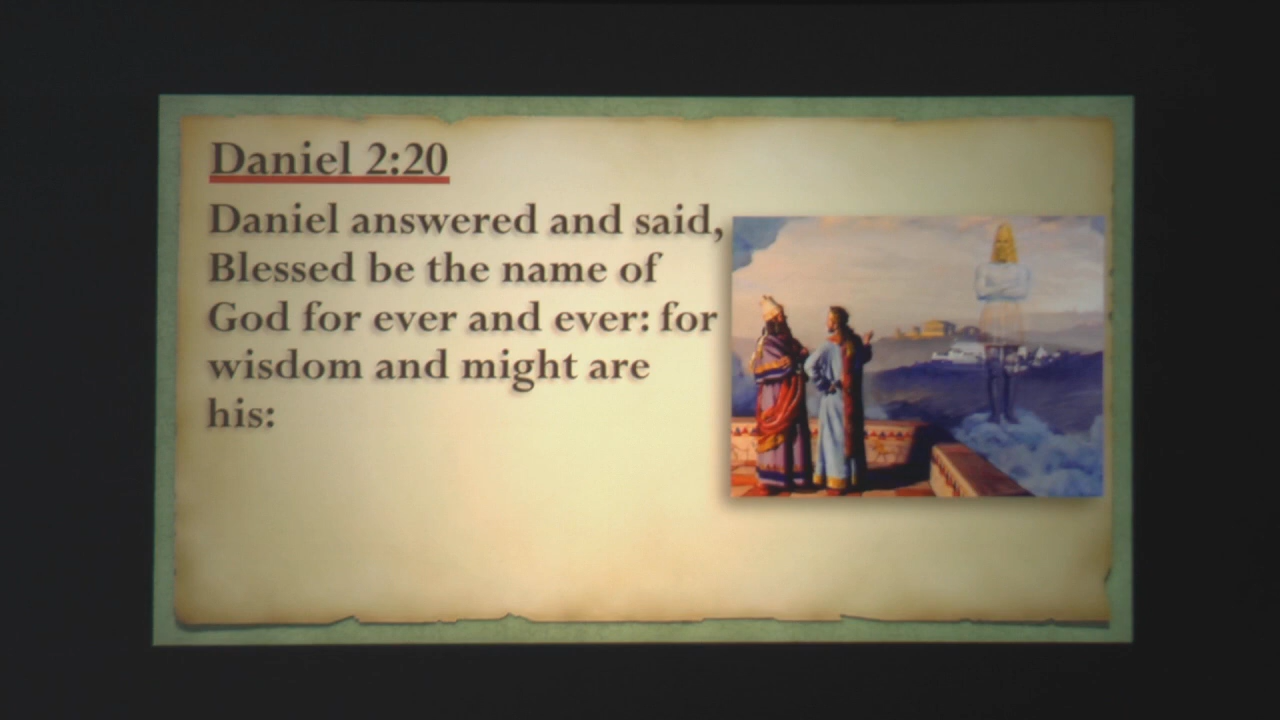 Daniel 2:20
Daniel answered and said,
Blessed be the name of
God for ever and ever: for
wisdom and might are
his: